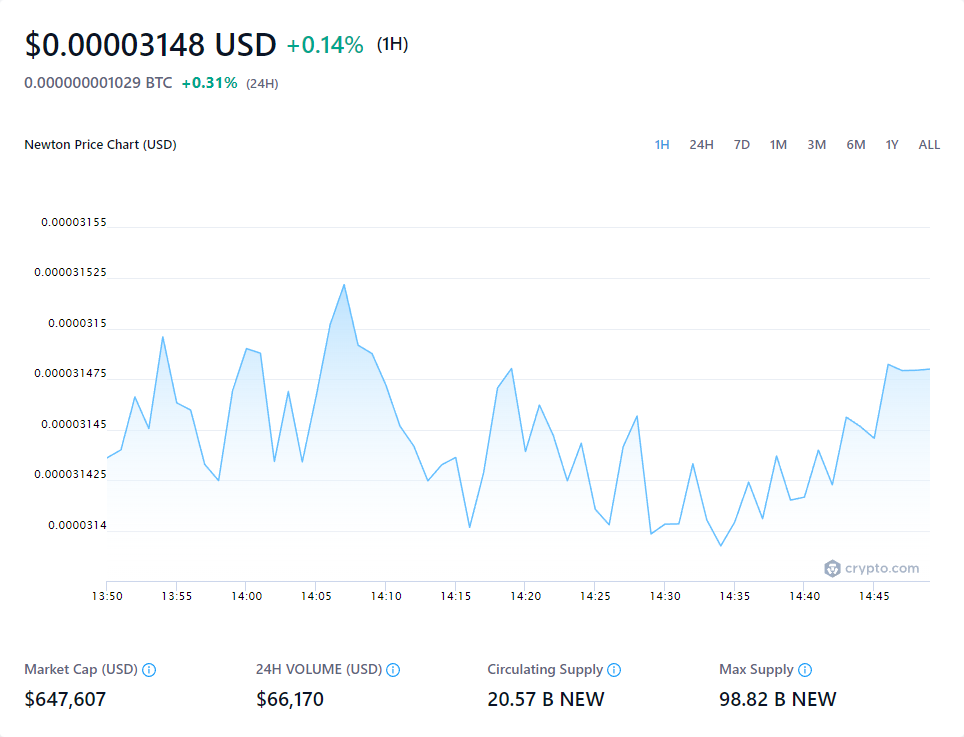 $0.00003148 USD +0.14% (1H)
0.000000001029 BTC +0.31% (24H)
Newton Price Chart (USD) 1H 24H 7D 1M 3M 6M 1Y ALL
0.00003155
0.000031525
0.0000315
0.000031475
0.00003145
0.000031425
0.0000314
crypto.com
13:50 13:55 14:00 14:05 14:10 14:15 14:20 14:25 14:30 14:35 14:40 14:45
Market Cap (USD) 24H VOLUME (USD) Circulating Supply Max Supply
$647,607 $66,170 20.57 B NEW 98.82 B NEW